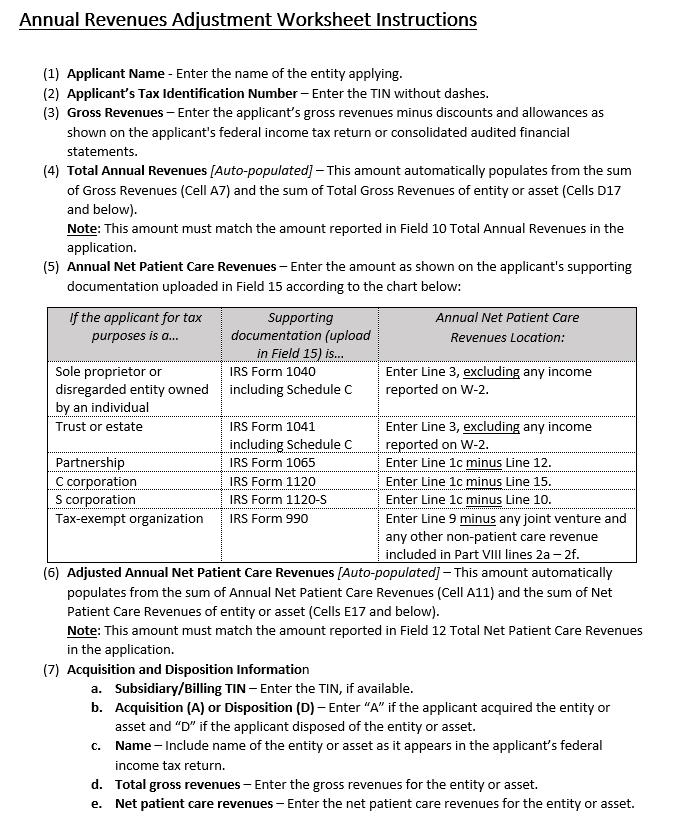 Annual Revenues Adjustment Worksheet Instructions
(1) Applicant Name - Enter the name of the entity applying.
(2) Applicant's Tax Identification Number – Enter the TIN without dashes.
(3) Gross Revenues – Enter the applicant's gross revenues minus discounts and allowances as
shown on the applicant's federal income tax return or consolidated audited financial
statements.
(4) Total Annual Revenues [Auto-populated] – This amount automatically populates from the sum
of Gross Revenues (Cell A7) and the sum of Total Gross Revenues of entity or asset (Cells D17
and below).
Note: This amount must match the amount reported in Field 10 Total Annual Revenues in the
application.
(5) Annual Net Patient Care Revenues – Enter the amount as shown on the applicant's supporting
documentation uploaded in Field 15 according to the chart below:
If the applicant for tax
purposes is a...
Supporting
documentation (upload
in Field 15) is...
Annual Net Patient Care
Revenues Location:
Sole proprietor or
disregarded entity owned
by an individual
IRS Form 1040
including Schedule C
Enter Line 3, excluding any income
reported on W-2.
Trust or estate
IRS Form 1041
including Schedule C
Enter Line 3, excluding any income
reported on W-2.
Partnership
IRS Form 1065
Enter Line 1c minus Line 12.
C corporation
IRS Form 1120
Enter Line 1c minus Line 15.
S corporation
IRS Form 1120-S
Enter Line 1c minus Line 10.
Tax-exempt organization
IRS Form 990
Enter Line 9 minus any joint venture and
any other non-patient care revenue
included in Part VIII lines 2a – 2f.
(6) Adjusted Annual Net Patient Care Revenues [Auto-populated] – This amount automatically
populates from the sum of Annual Net Patient Care Revenues (Cell A11) and the sum of Net
Patient Care Revenues of entity or asset (Cells E17 and below).
Note: This amount must match the amount reported in Field 12 Total Net Patient Care Revenues
in the application.
(7) Acquisition and Disposition Information
a. Subsidiary/Billing TIN – Enter the TIN, if available.
b. Acquisition (A) or Disposition (D) – Enter "A" if the applicant acquired the entity or
asset and "D" if the applicant disposed of the entity or asset.
c. Name – Include name of the entity or asset as it appears in the applicant's federal
income tax return.
d. Total gross revenues – Enter the gross revenues for the entity or asset.
e. Net patient care revenues – Enter the net patient care revenues for the entity or asset.